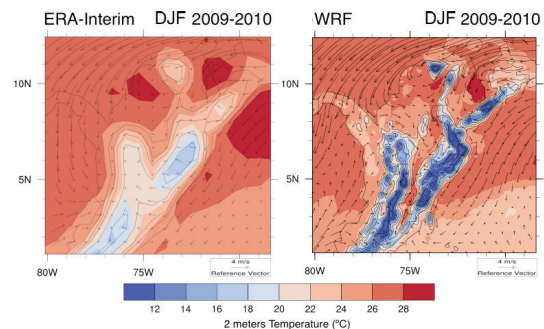 ERA-Interim DJF 2009-2010
WRF DJF 2009-2010
10N
5N
80W 75W
4 m/s
Reference Vector
10N
5N
80W 75W
4 m/s
Reference Vector
12 14 16 18 20 22 24 26 28
2 meters Temperature (ºC)